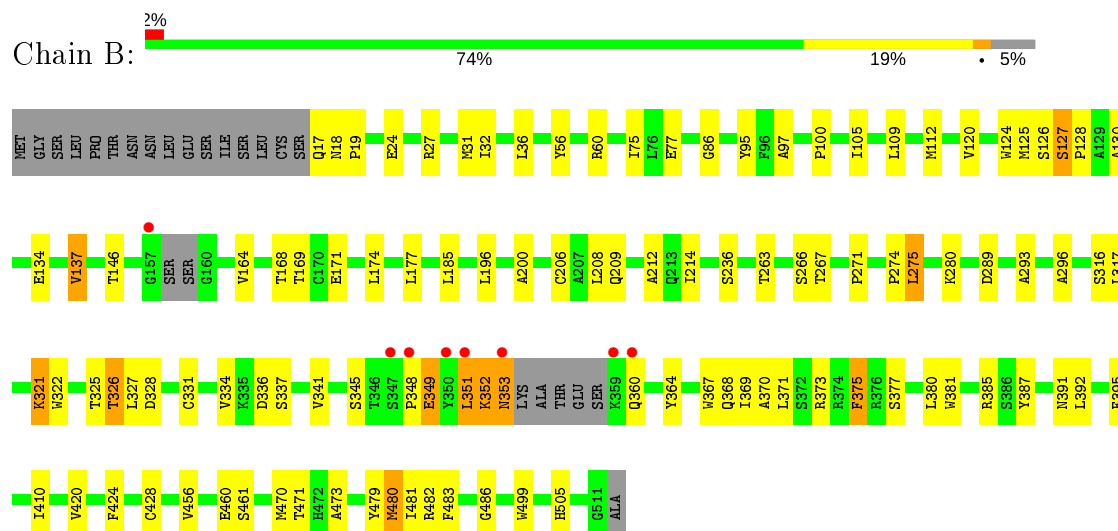 2%
Chain B:
74% 19% • 5%
MET GLY SER LEU PRO THR ASN ASN LEU GLU SER ILE SER LEU CYS SER Q17 N18 P19 E24 R27 M31 I32 L36 Y56 R60 I75 L76 E77 G86 Y95 F96 A97 P100 I105 L109 M112 V120 W124 M125 S126 S127 P128 A129 A130
E134 V137 T146 G157 SER SER G160 V164 T168 T169 C170 E171 L174 L177 L185 L196 A200 C206 A207 L208 Q209 A212 Q213 I214 S236 T263 S266 T267 P271 P274 L275 K280 D289 A293 A296 S316 L317
K321 W322 T325 T326 L327 D328 C331 V334 K335 D336 S337 V341 S345 T346 S347 P348 E349 Y350 L351 K352 N353 LYS ALA THR GLU SER K359 Q360 Y364 W367 Q368 I369 A370 L371 S372 R373 R374 F375 R376 S377 L380 W381 R385 S386 Y387 N391 L392
I410 V420 F424 C428 V456 E460 S461 M470 T471 H472 A473 Y479 M480 I481 R482 F483 G486 W499 H505 G511 ALA